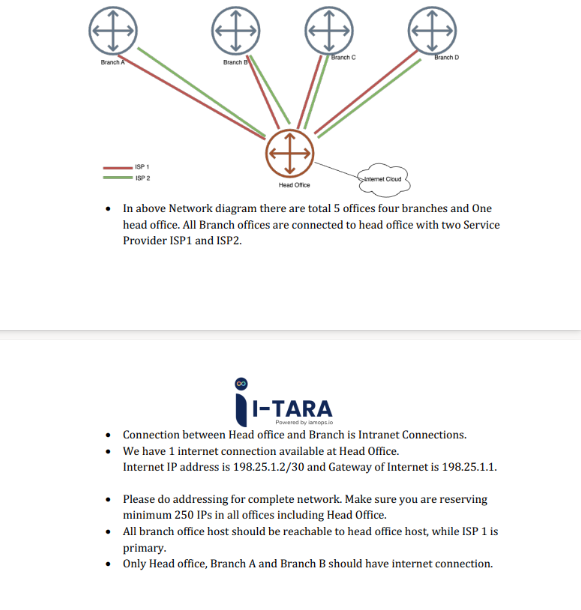 Branch A
Branch B
Branch C
Branch D
ISP 1
ISP 2
Head Office
Internet Cloud
• In above Network diagram there are total 5 offices four branches and One
head office. All Branch offices are connected to head office with two Service
Provider ISP1 and ISP2.
I-TARA
Powered by iamops.io
• Connection between Head office and Branch is Intranet Connections.
• We have 1 internet connection available at Head Office.
Internet IP address is 198.25.1.2/30 and Gateway of Internet is 198.25.1.1.
• Please do addressing for complete network. Make sure you are reserving
minimum 250 IPs in all offices including Head Office.
• All branch office host should be reachable to head office host, while ISP 1 is
primary.
• Only Head office, Branch A and Branch B should have internet connection.